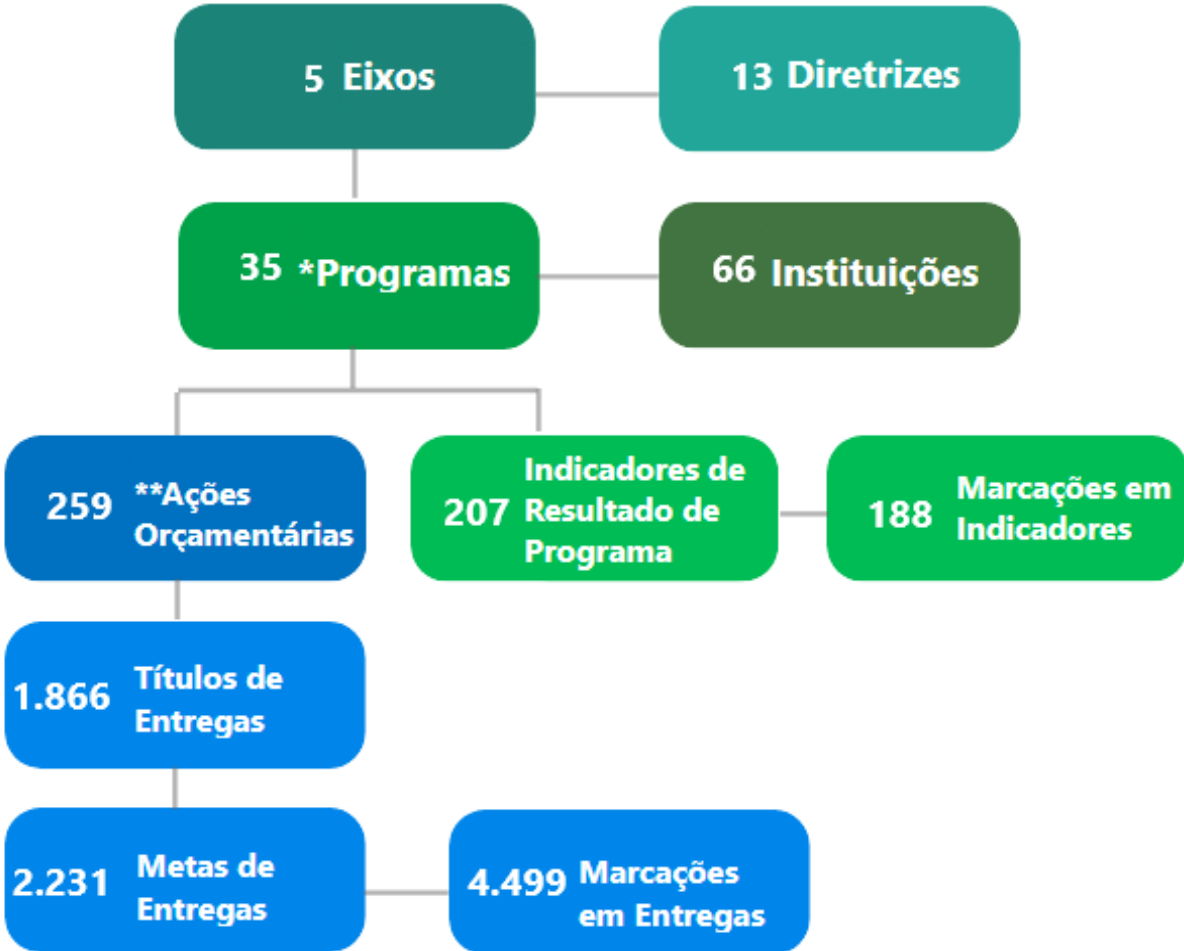 5 Eixos
13 Diretrizes
35 *Programas
66 Instituições
259 **Ações
Orçamentárias
207 Indicadores de
Resultado de
Programa
188 Marcações em
Indicadores
1.866 Títulos de
Entregas
2.231 Metas de
Entregas
4.499 Marcações
em Entregas